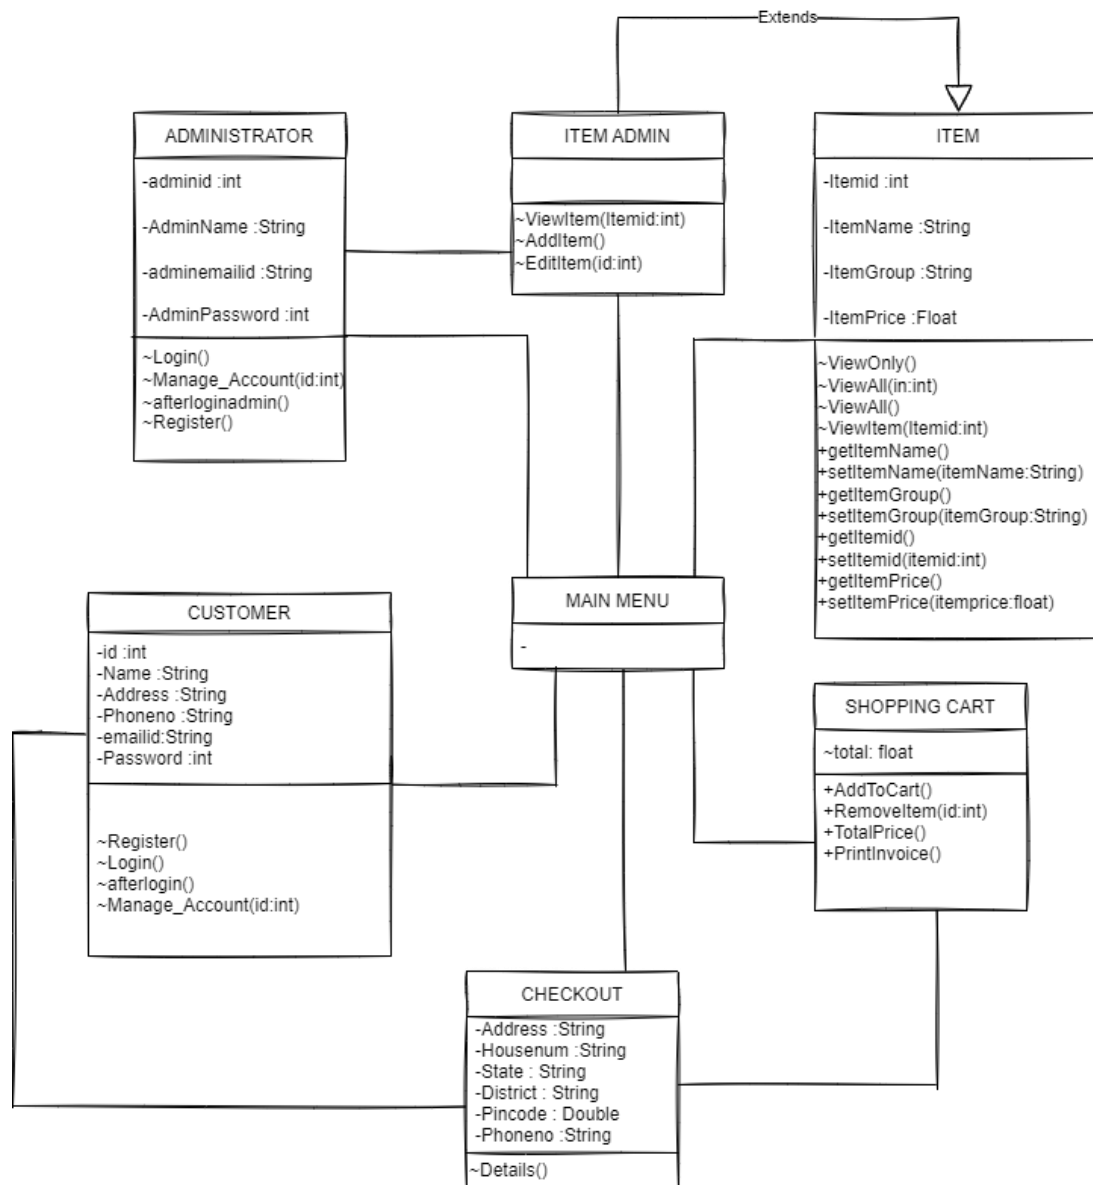 Extends
ADMINISTRATOR
-adminid :int
-AdminName :String
-adminemailid :String
-AdminPassword :int
~Login()
~Manage_Account(id:int)
~afterloginadmin()
~Register()
ITEM ADMIN
~ViewItem(Itemid:int)
~AddItem()
~EditItem(id:int)
ITEM
-Itemid :int
-ItemName :String
-ItemGroup :String
-ItemPrice :Float
~ViewOnly()
~ViewAll(in:int)
~ViewAll()
~ViewItem(Itemid:int)
+getItemName()
+setItemName(itemName:String)
+getItemGroup()
+setItemGroup(itemGroup:String)
+getItemid()
+setItemid(itemid:int)
+getItemPrice()
+setItemPrice(itemprice:float)
MAIN MENU
-
CUSTOMER
-id :int
-Name :String
-Address :String
-Phoneno :String
-emailid:String
-Password :int
~Register()
~Login()
~afterlogin()
~Manage_Account(id:int)
SHOPPING CART
~total: float
+AddToCart()
+RemoveItem(id:int)
+TotalPrice()
+PrintInvoice()
CHECKOUT
-Address :String
-Housenum :String
-State : String
-District : String
-Pincode : Double
-Phoneno :String
~Details()